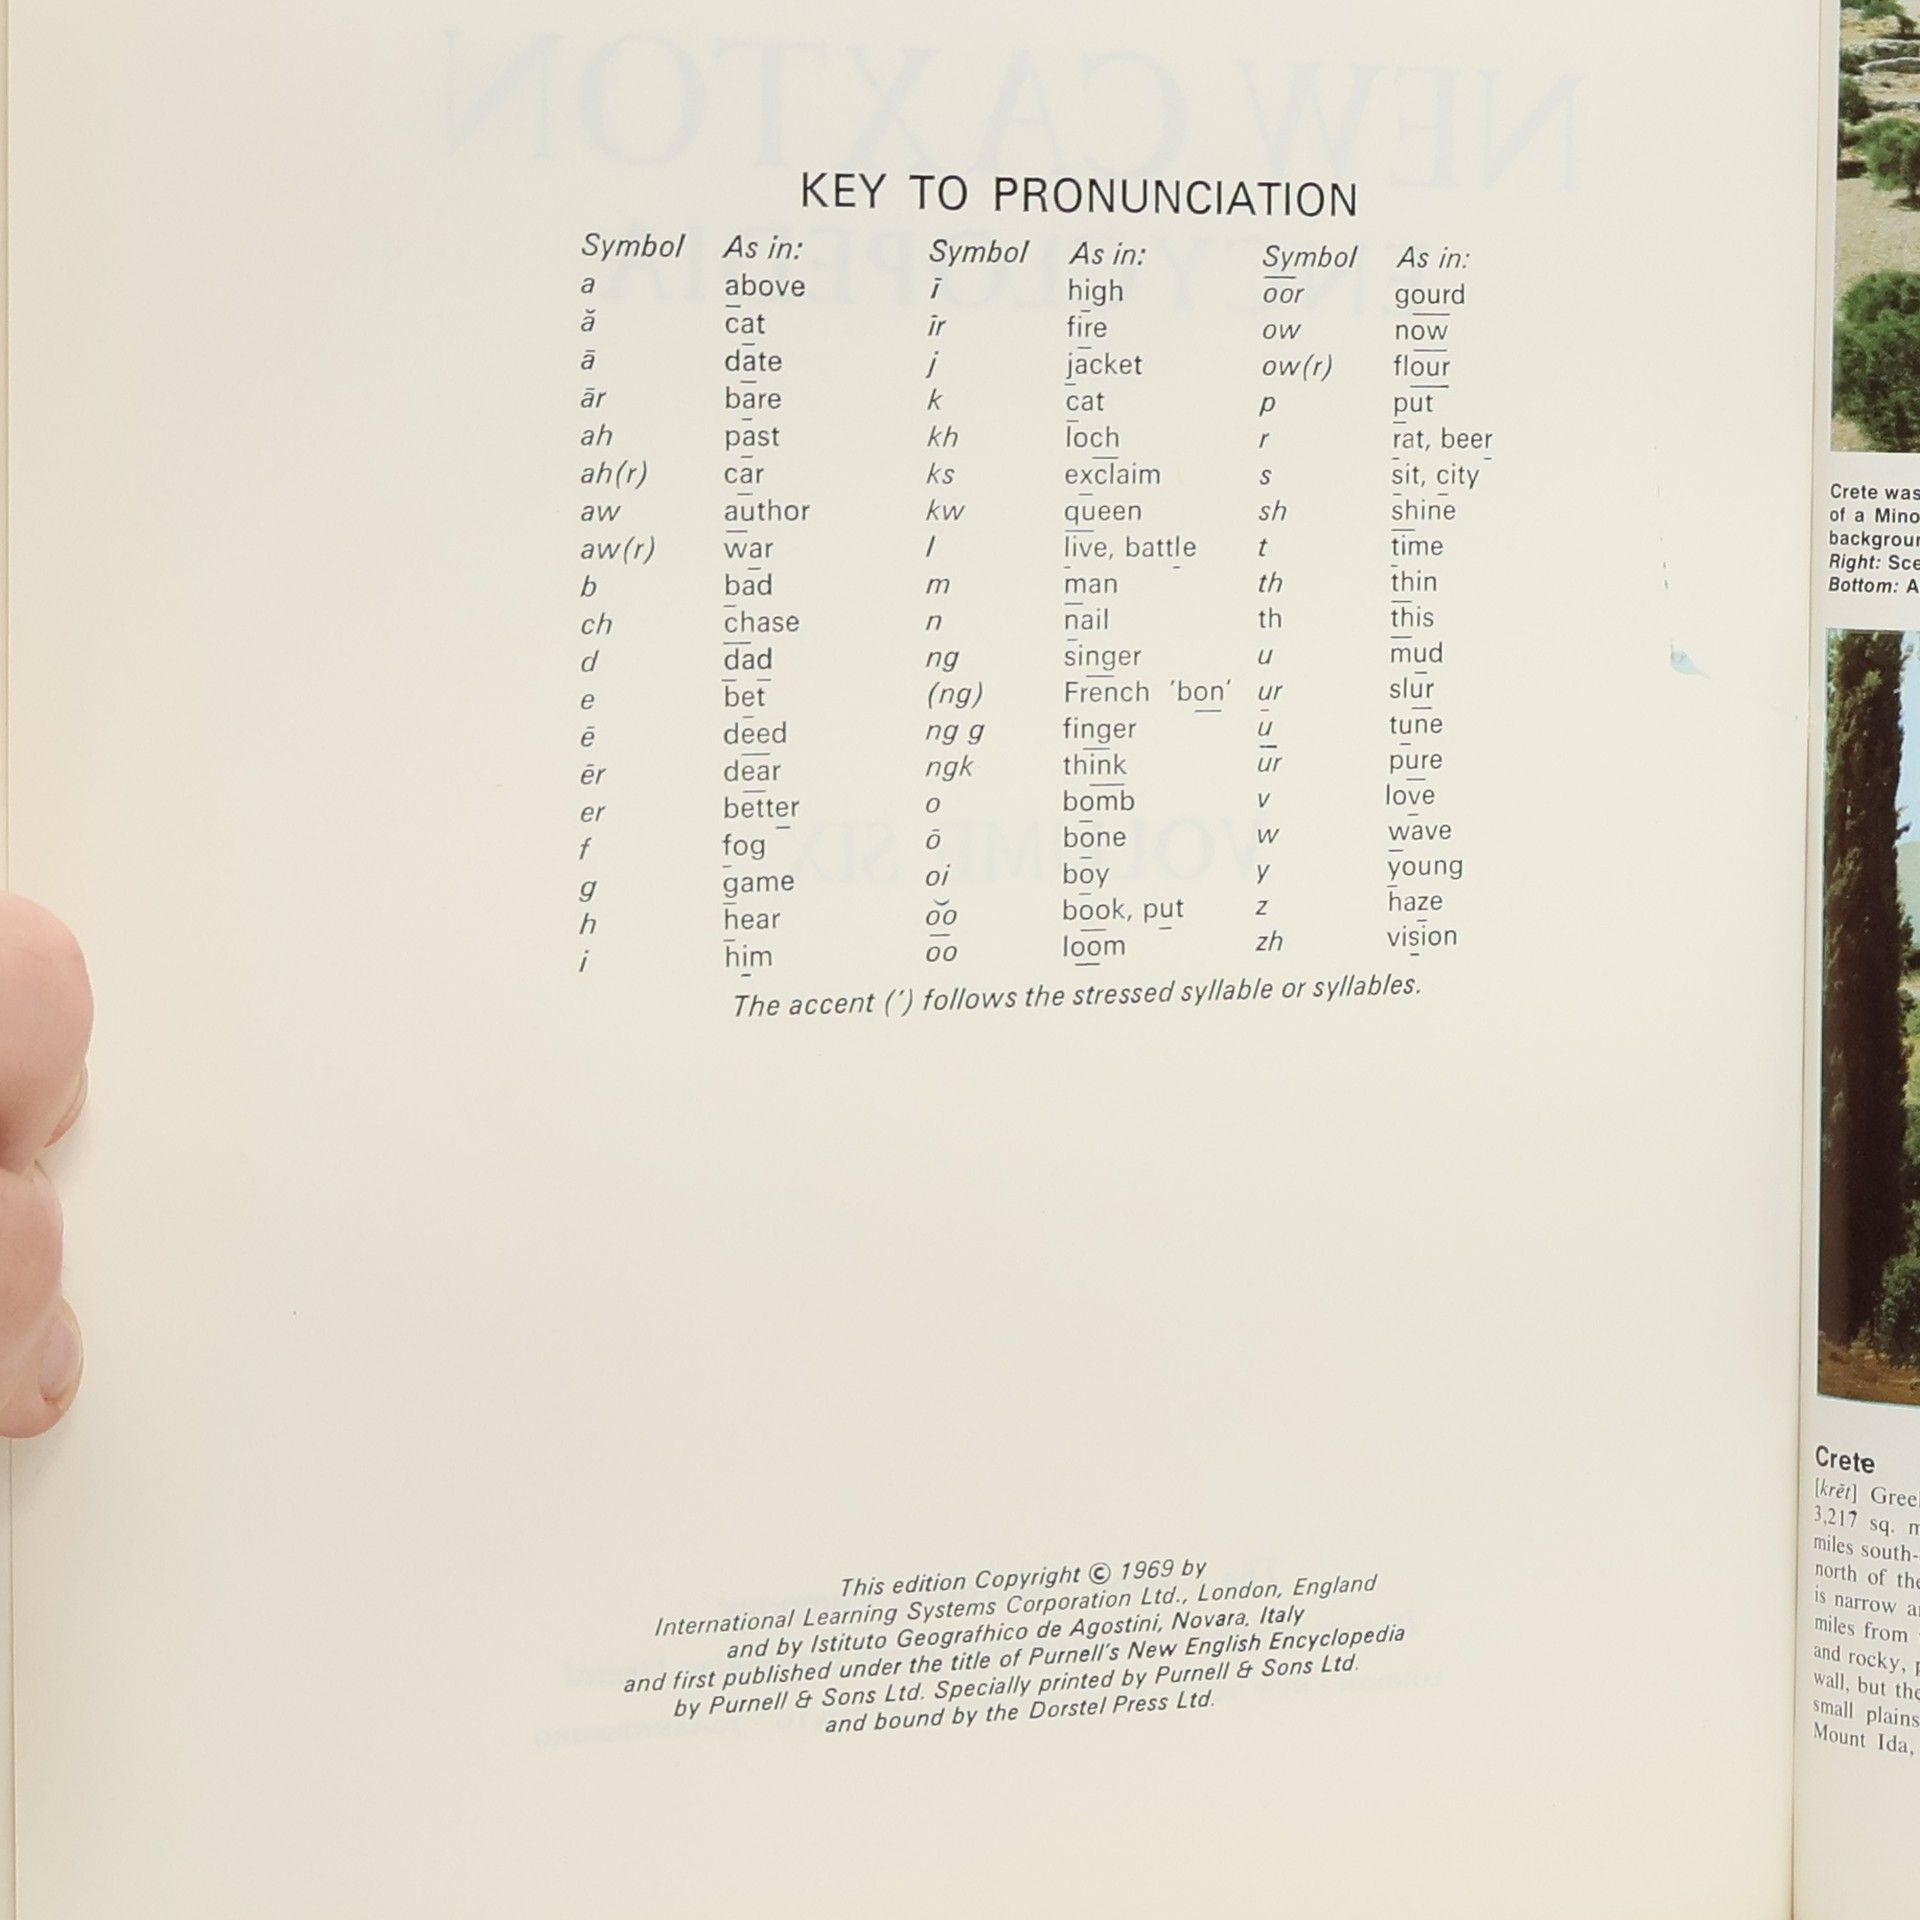 NEW CAXTON
ENCYCLOPEDIA
VOLUME SIX
KEY TO PRONUNCIATION
Symbol As in: Symbol As in: Symbol As in:
a above ī high o͞or gourd
ă cat īr fire ow now
ā date j jacket ow(r) flour
ār bare k cat p put
ah past kh loch r rat, beer
ah(r) car ks exclaim s sit, city
aw author kw queen sh shine
aw(r) war l live, battle t time
b bad m man th thin
ch chase n nail th this
d dad ng singer u mud
e bet (ng) French 'bon' ur slur
ē deed ng g finger ū tune
ēr dear ngk think ūr pure
er better o bomb v love
f fog ō bone w wave
g game oi boy y young
h hear o͝o book, put z haze
i him o͞o loom zh vision
The accent (') follows the stressed syllable or syllables.
This edition Copyright © 1969 by
International Learning Systems Corporation Ltd., London, England
and by Istituto Geografhico de Agostini, Novara, Italy
and first published under the title of Purnell's New English Encyclopedia
by Purnell & Sons Ltd. Specially printed by Purnell & Sons Ltd.
and bound by the Dorstel Press Ltd.
Crete was
of a Mino
backgroun
Right: Sce
Bottom: A
Crete
[krēt] Gree
3,217 sq. m
miles south-
north of the
is narrow a
miles from
and rocky, p
wall, but the
small plains
Mount Ida,